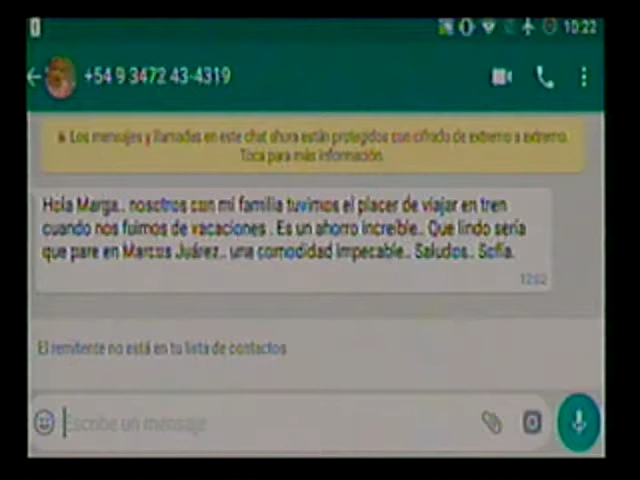 10:22
+54 9 3472 43-4319
Los mensajes y llamadas en este chat ahora están protegidos con cifrado de extremo a extremo.
Toca para más información.
Hola Marga.. nosotros con mi familia tuvimos el placer de viajar en tren
cuando nos fuimos de vacaciones . Es un ahorro increíble.. Que lindo sería
que pare en Marcos Juárez.. una comodidad impecable.. Saludos.. Sofía.
12:02
El remitente no está en tu lista de contactos
Escribe un mensaje